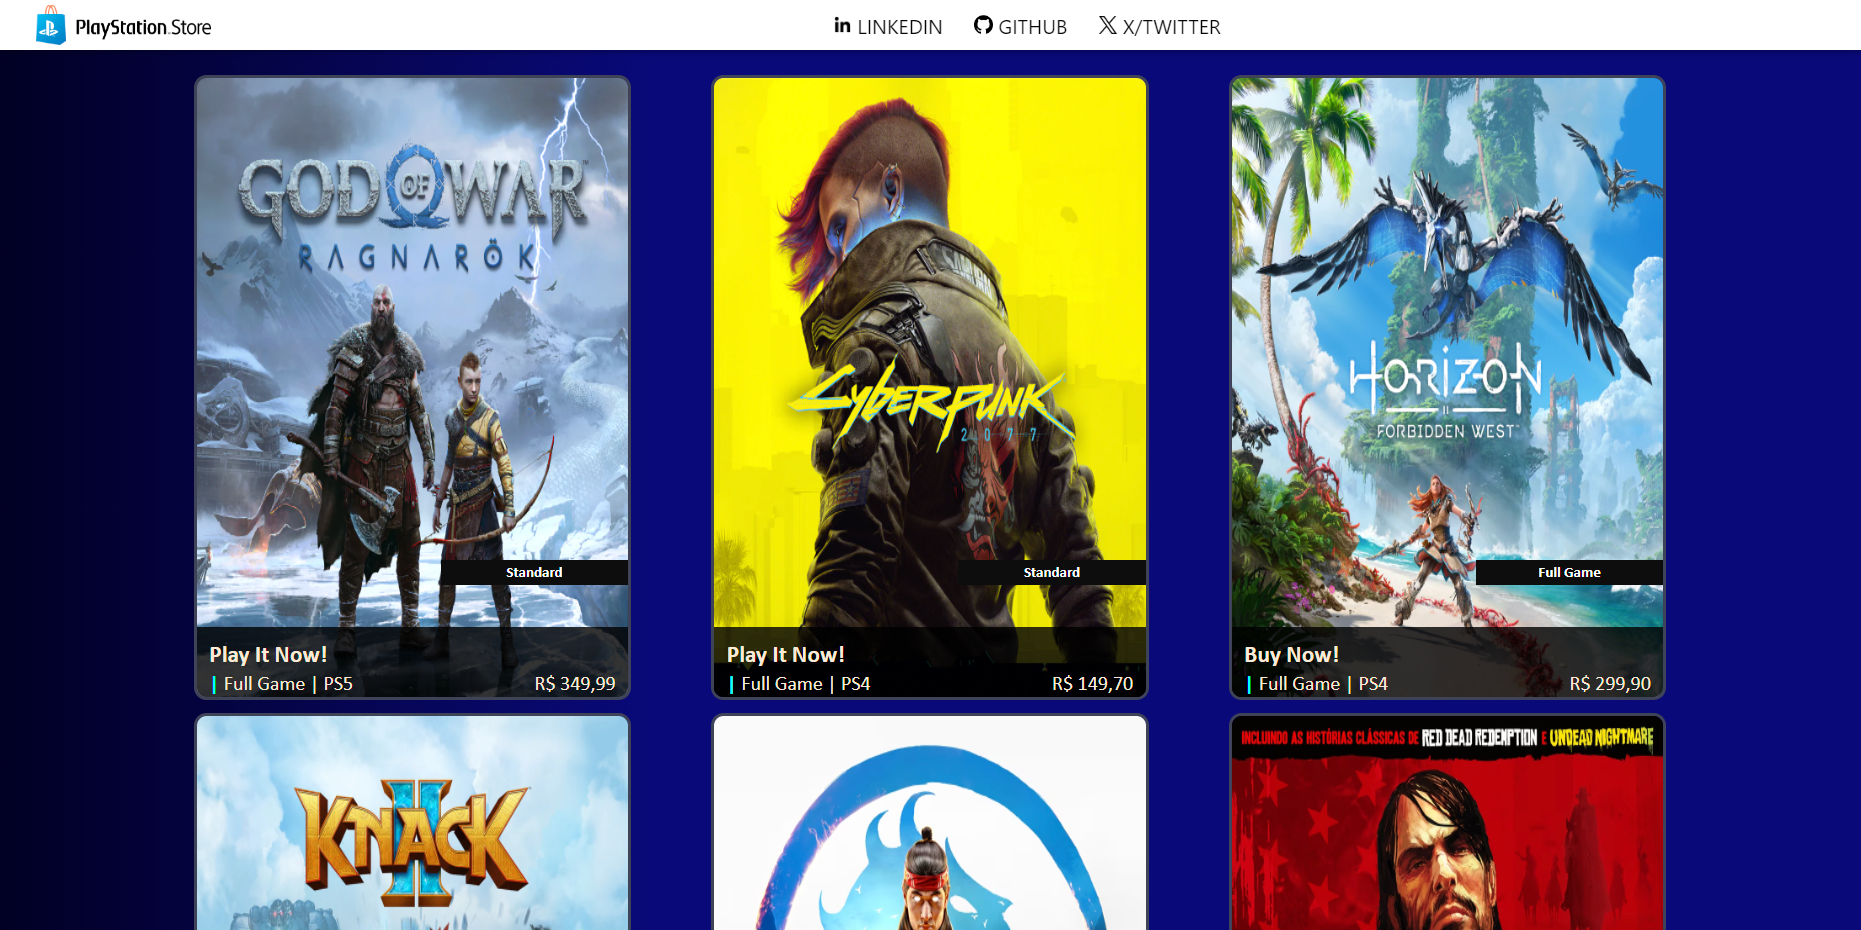 PlayStation.Store
LINKEDIN
GITHUB
X/TWITTER
GOD OF WAR
RAGNARÖK
Standard
Play It Now!
| Full Game | PS5
R$ 349,99
CYBERPUNK
2077
Standard
Play It Now!
| Full Game | PS4
R$ 149,70
HORIZON
II
FORBIDDEN WEST
Full Game
Buy Now!
| Full Game | PS4
R$ 299,90
KNACK
II
INCLUINDO AS HISTÓRIAS CLÁSSICAS DE RED DEAD REDEMPTION E UNDEAD NIGHTMARE